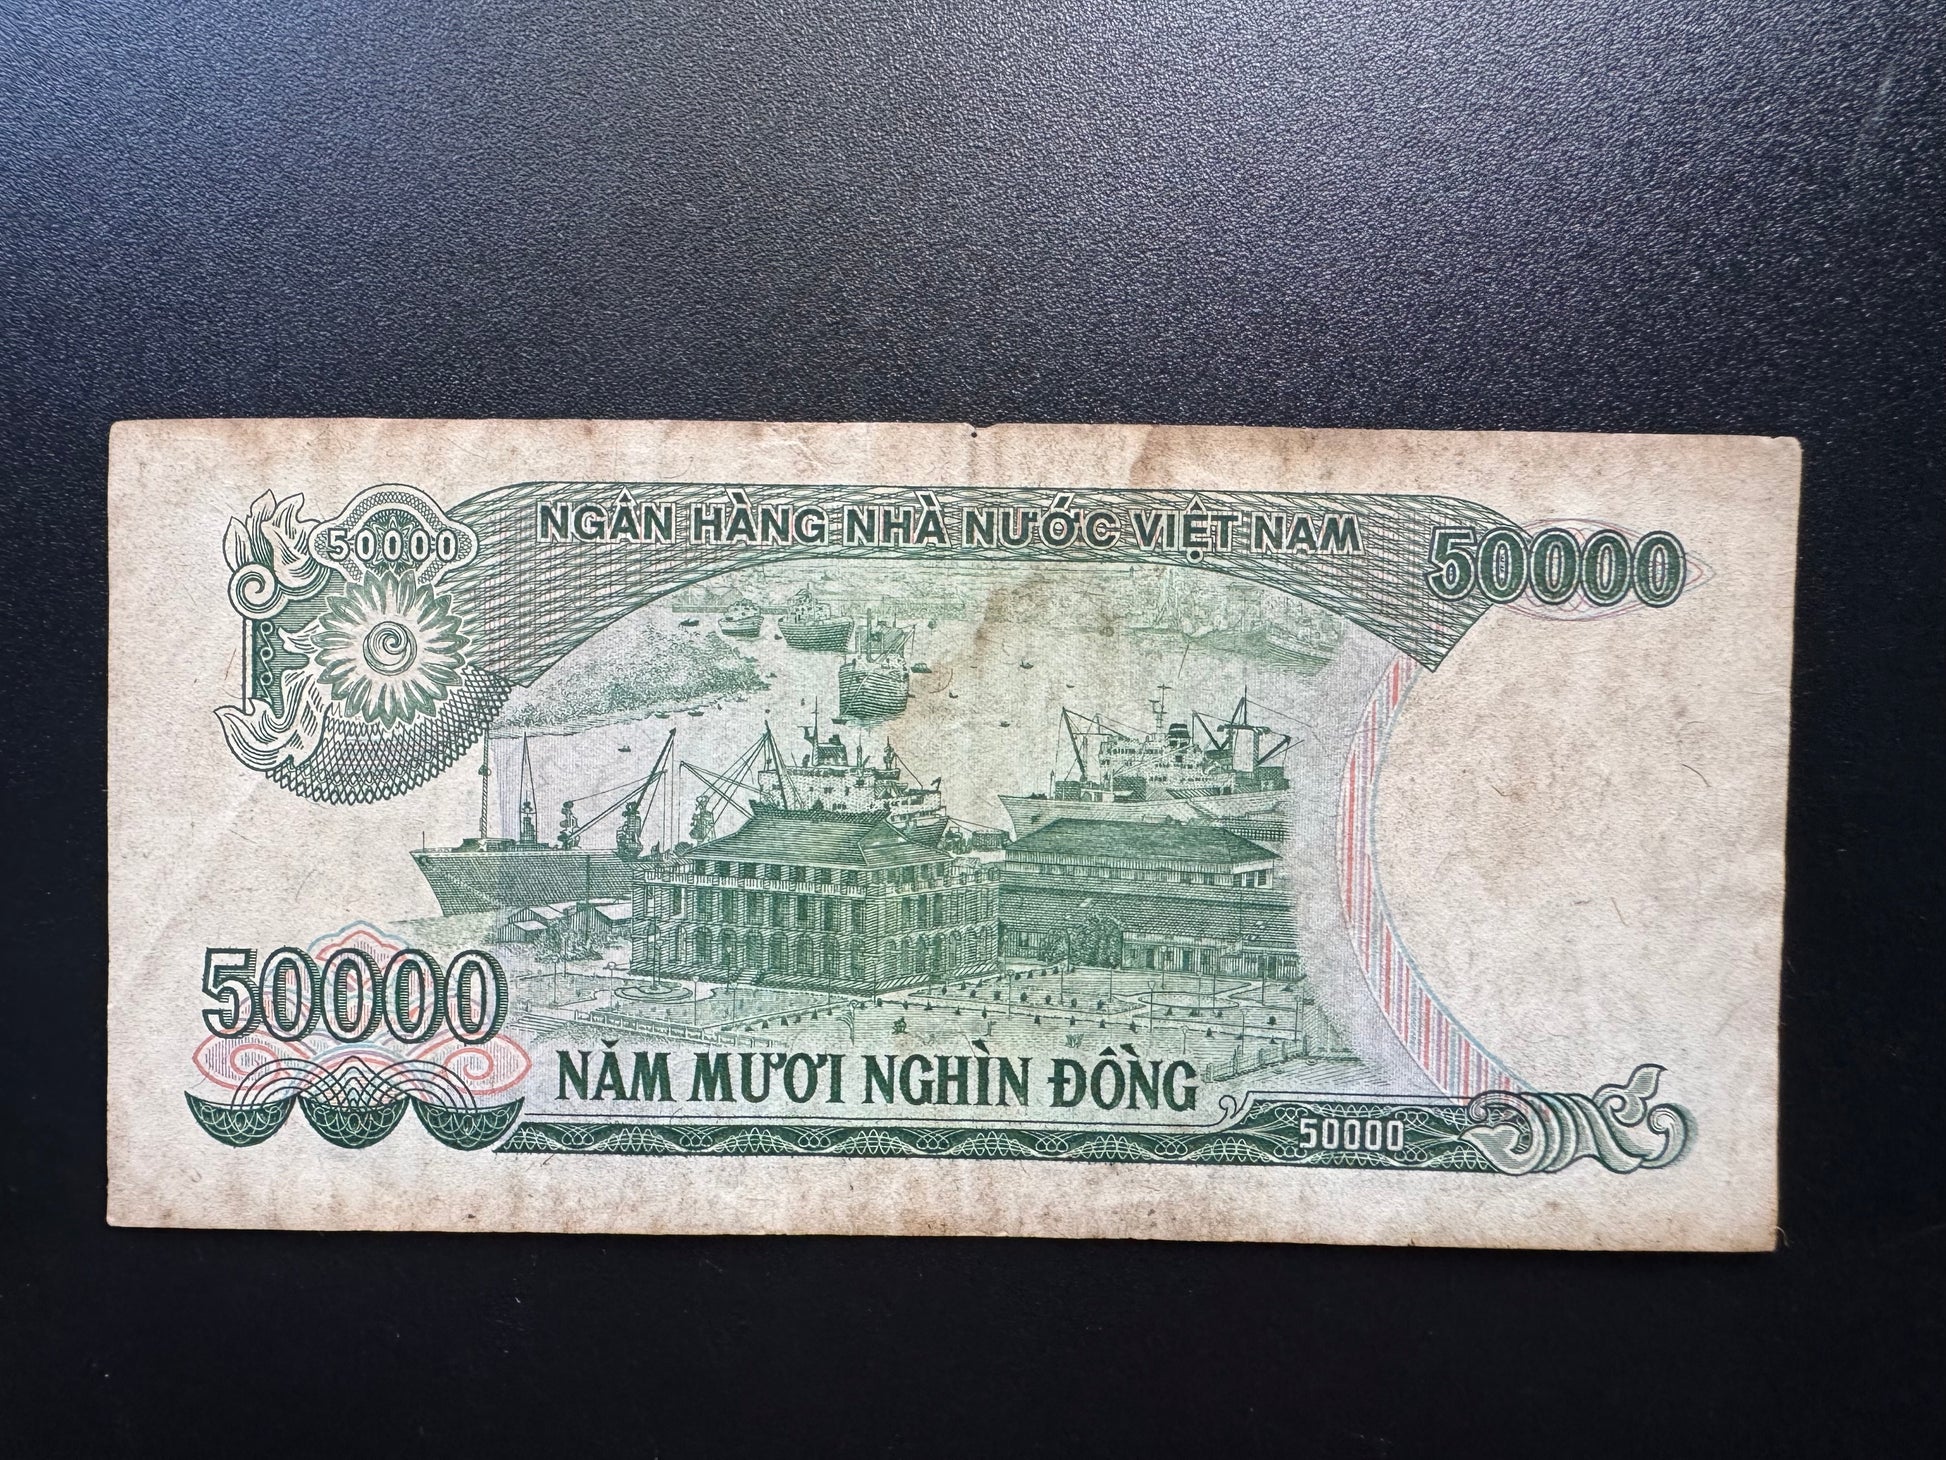 NGÂN HÀNG NHÀ NƯỚC VIỆT NAM
50000
50000
50000
NĂM MƯƠI NGHÌN ĐỒNG
50000